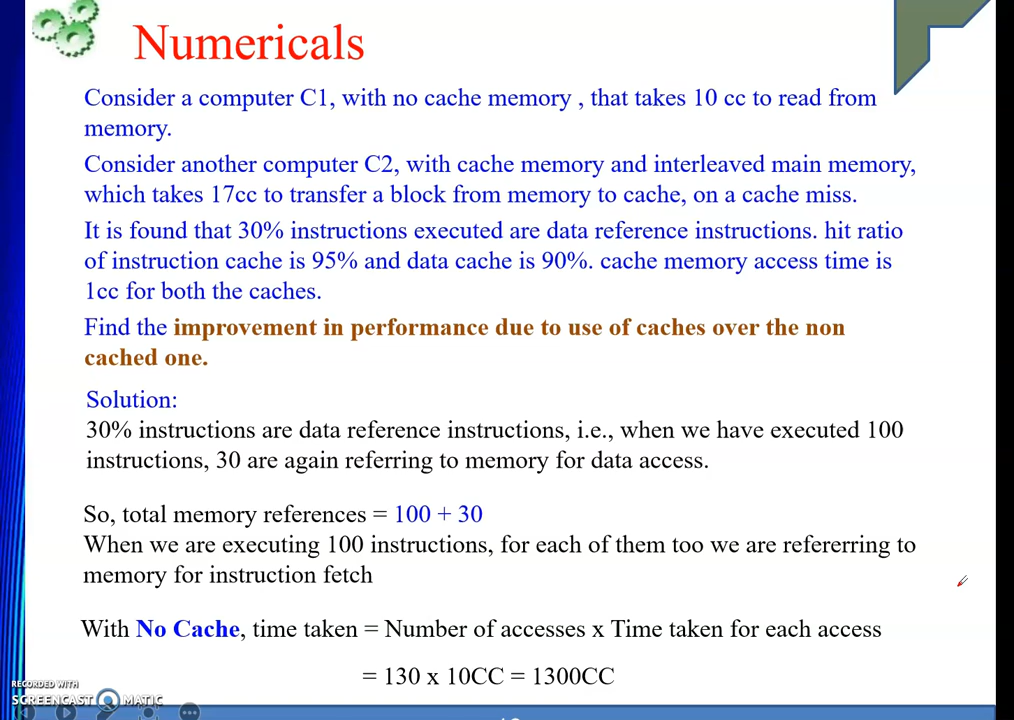 Numericals
Consider a computer C1, with no cache memory , that takes 10 cc to read from
memory.
Consider another computer C2, with cache memory and interleaved main memory,
which takes 17cc to transfer a block from memory to cache, on a cache miss.
It is found that 30% instructions executed are data reference instructions. hit ratio
of instruction cache is 95% and data cache is 90%. cache memory access time is
1cc for both the caches.
Find the improvement in performance due to use of caches over the non
cached one.
Solution:
30% instructions are data reference instructions, i.e., when we have executed 100
instructions, 30 are again referring to memory for data access.
So, total memory references = 100 + 30
When we are executing 100 instructions, for each of them too we are refererring to
memory for instruction fetch
With No Cache, time taken = Number of accesses x Time taken for each access
= 130 x 10CC = 1300CC
RECORDED WITH
SCREENCAST MATIC